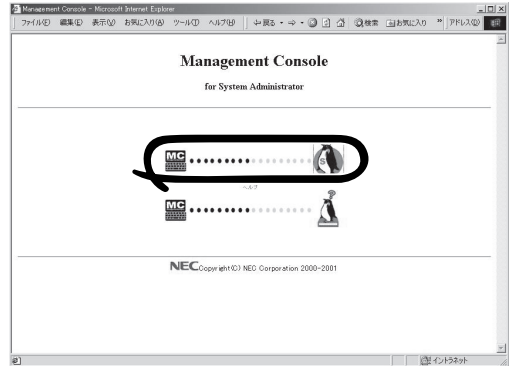 Management Console - Microsoft Internet Explorer
ファイル(F) 編集(E) 表示(V) お気に入り(A) ツール(T) ヘルプ(H) 戻る 検索 お気に入り » アドレス(D)
Management Console
for System Administrator
MC S
ヘルプ
MC ?
NEC Copyright(C) NEC Corporation 2000-2001
イントラネット